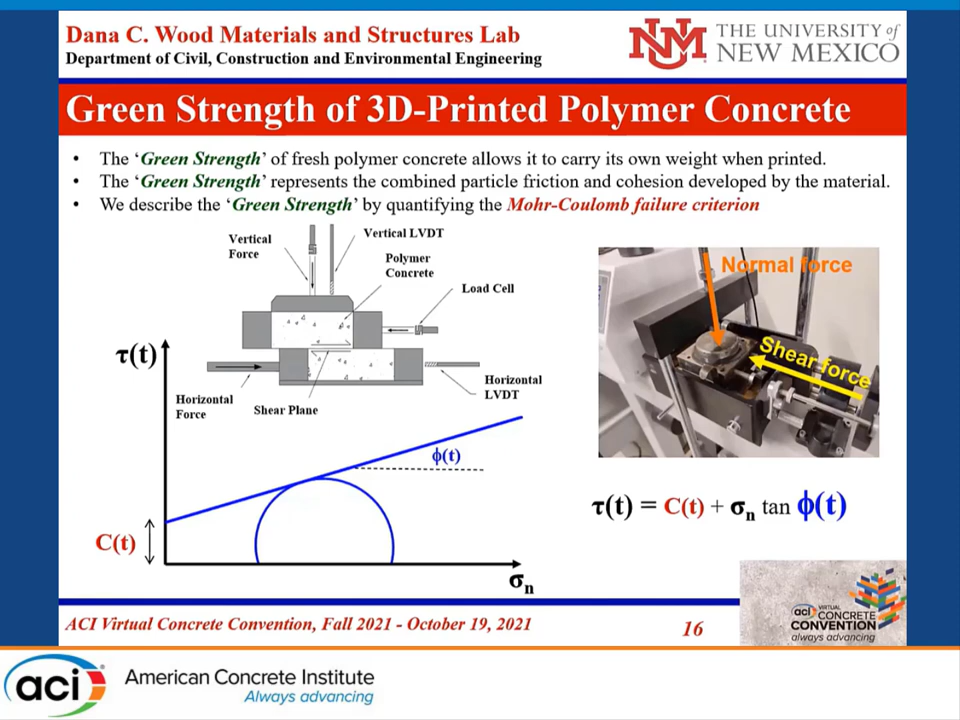 Dana C. Wood Materials and Structures Lab
Department of Civil, Construction and Environmental Engineering
NM
THE UNIVERSITY of
NEW MEXICO
Green Strength of 3D-Printed Polymer Concrete
• The ‘Green Strength’ of fresh polymer concrete allows it to carry its own weight when printed.
• The ‘Green Strength’ represents the combined particle friction and cohesion developed by the material.
• We describe the ‘Green Strength’ by quantifying the Mohr-Coulomb failure criterion
Vertical
Force
Vertical LVDT
Polymer
Concrete
Load Cell
Horizontal
Force
Shear Plane
Horizontal
LVDT
τ(t)
ϕ(t)
C(t)
σn
Normal force
Shear force
τ(t) = C(t) + σn tan ϕ(t)
ACI Virtual Concrete Convention, Fall 2021 - October 19, 2021
16
aci VIRTUAL
CONCRETE
CONVENTION
always advancing
aci
American Concrete Institute
Always advancing